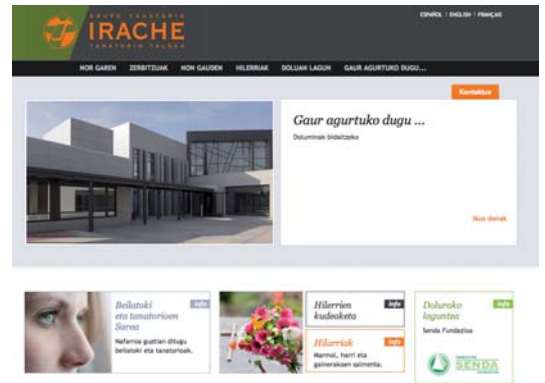 GRUPO TANATORIO
IRACHE
TANATORIO TALDEA
ESPAÑOL | ENGLISH | FRANÇAIS
NOR GAREN ZERBITZUAK NON GAUDEN HILERRIAK DOLUAN LAGUN GAUR AGURTUKO DUGU...
Kontaktua
Gaur agurtuko dugu ...
Doluminak bidaltzeko
Ikus denak
Beilatoki
eta tanatorioen
Sarea
info
Nafarroa guztian ditugu
beilatoki eta tanatorioak.
Hilerrien
kudeaketa
info
Hilarriak
info
Marmol, harri eta
gainerakoen salmenta.
Dolurako
laguntza
info
Senda Fundazioa
SENDA